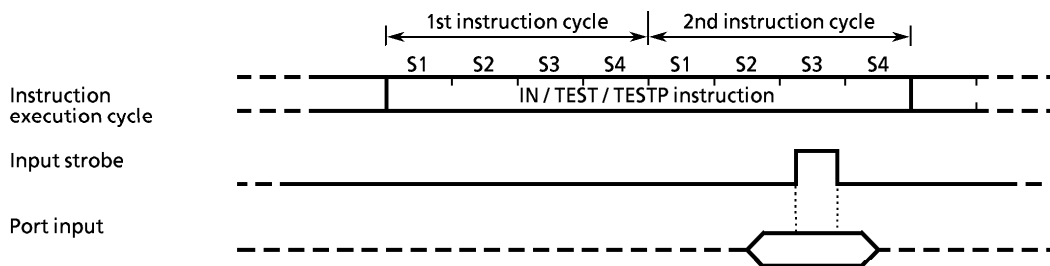 1st instruction cycle 2nd instruction cycle
S1 S2 S3 S4 S1 S2 S3 S4
Instruction
execution cycle
IN / TEST / TESTP instruction
Input strobe
Port input